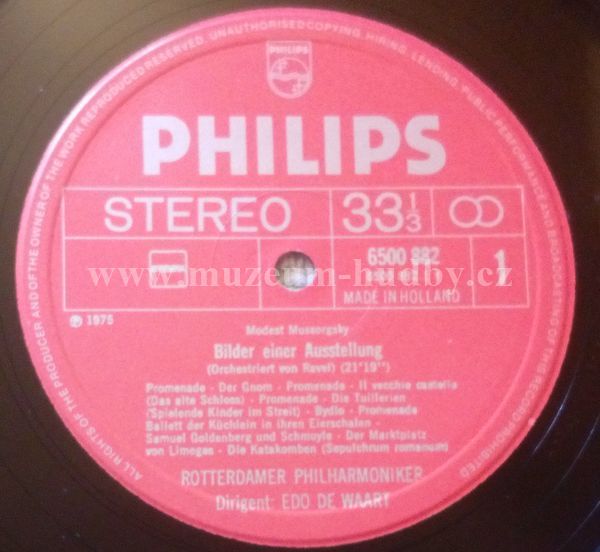 ALL RIGHTS OF THE PRODUCER AND OF THE OWNER OF THE WORK REPRODUCED RESERVED. UNAUTHORISED COPYING, HIRING, LENDING, PUBLIC PERFORMANCE AND BROADCASTING OF THIS RECORD PROHIBITED
PHILIPS
PHILIPS
STEREO 33 1/3
6500 882 1
MADE IN HOLLAND
www.muzeum-hudby.cz
℗ 1975
Modest Mussorgsky
Bilder einer Ausstellung
(Orchestriert von Ravel) (21'19'')
Promenade - Der Gnom - Promenade - Il vecchio castello
(Das alte Schloss) - Promenade - Die Tuilerien
(Spielende Kinder im Streit) - Bydlo - Promenade
Ballett der Küchlein in ihren Eierschalen -
Samuel Goldenberg und Schmuyle - Der Marktplatz
von Limoges - Die Katakomben (Sepulchrum romanum)
ROTTERDAMER PHILHARMONIKER
Dirigent: EDO DE WAART